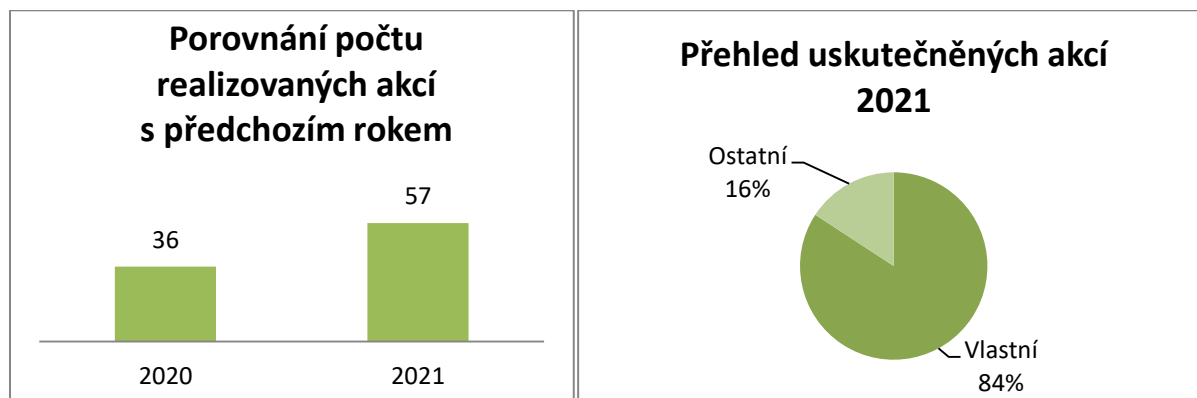 Porovnání počtu
realizovaných akcí
s předchozím rokem
36
57
2020
2021
Přehled uskutečněných akcí
2021
Ostatní
16%
Vlastní
84%